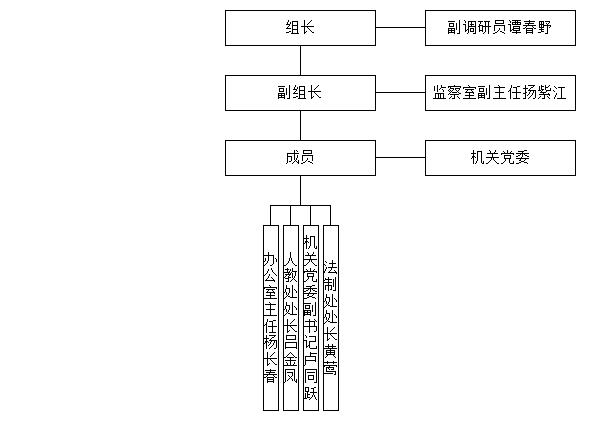 组长
副调研员谭春野
副组长
监察室副主任扬紫江
成员
机关党委
办公室主任杨长春
人教处处长吕金凤
机关党委副书记卢同跃
法制处处长黄莺